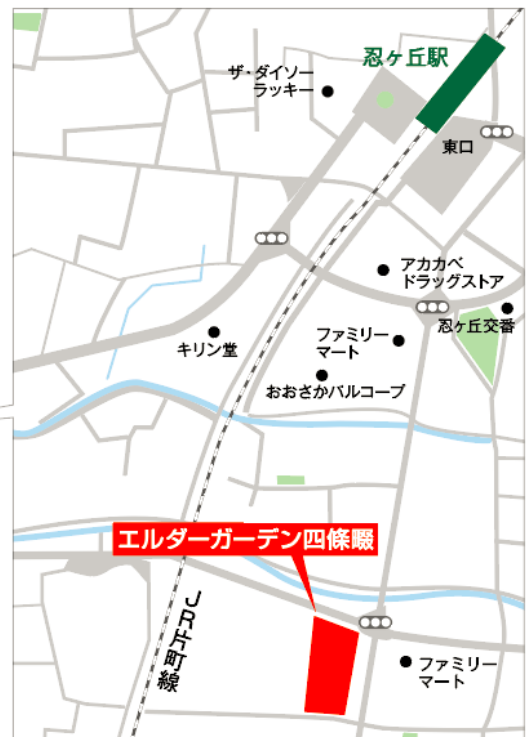 忍ヶ丘駅
ザ・ダイソー
ラッキー
東口
アカカベ
ドラッグストア
忍ヶ丘交番
ファミリー
マート
キリン堂
おおさかパルコープ
エルダーガーデン四條畷
JR片町線
ファミリー
マート